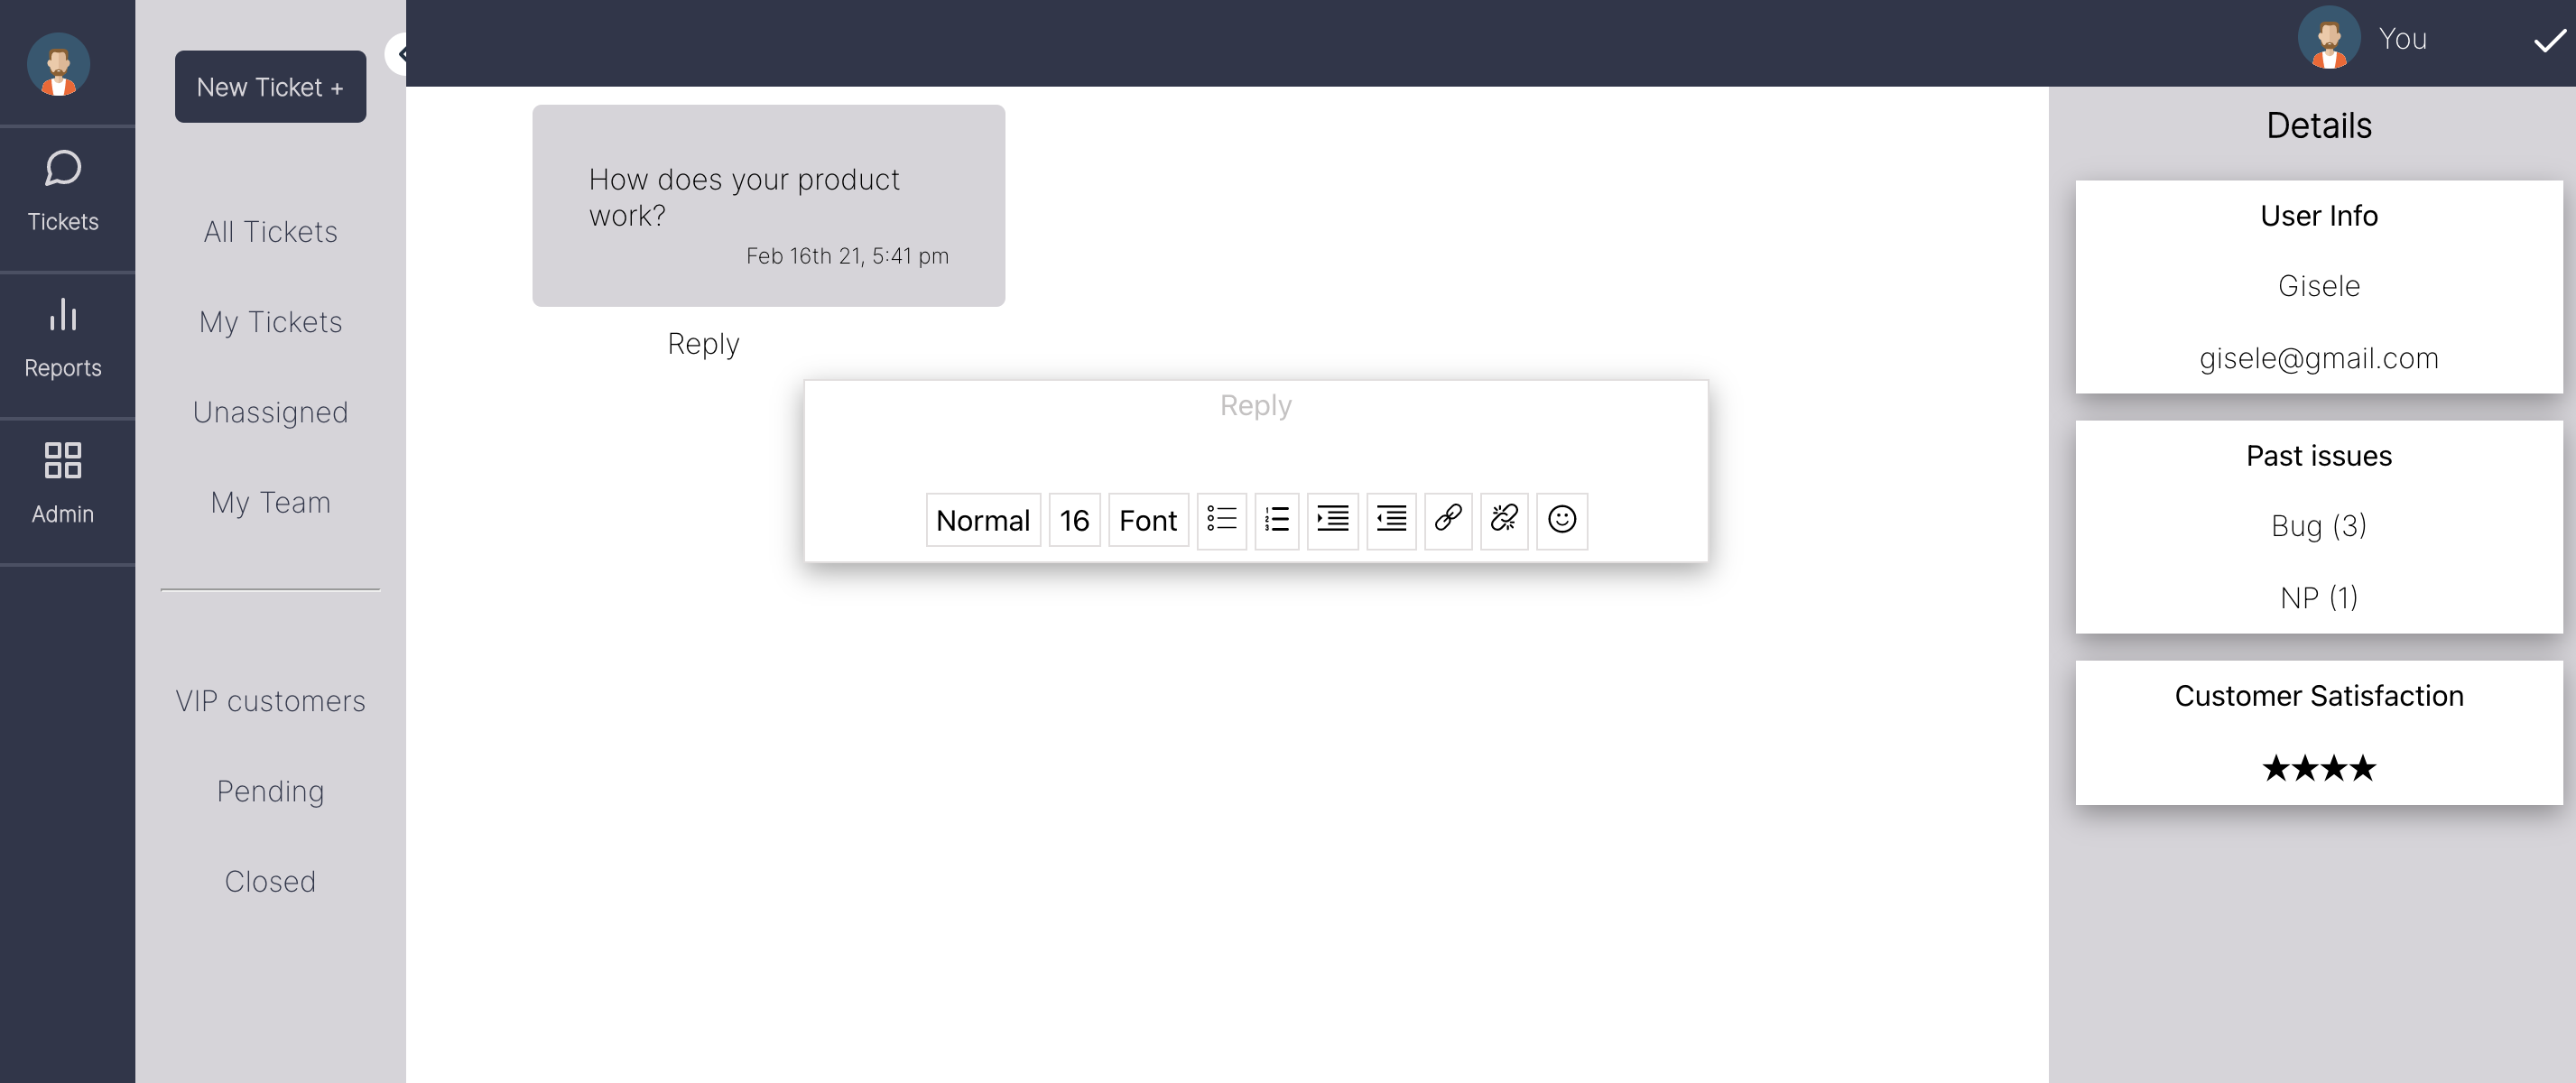 Tickets
Reports
Admin
New Ticket +
All Tickets
My Tickets
Unassigned
My Team
VIP customers
Pending
Closed
You
How does your product
work?
Feb 16th 21, 5:41 pm
Reply
Reply
Normal 16 Font
Details
User Info
Gisele
gisele@gmail.com
Past issues
Bug (3)
NP (1)
Customer Satisfaction
★★★★